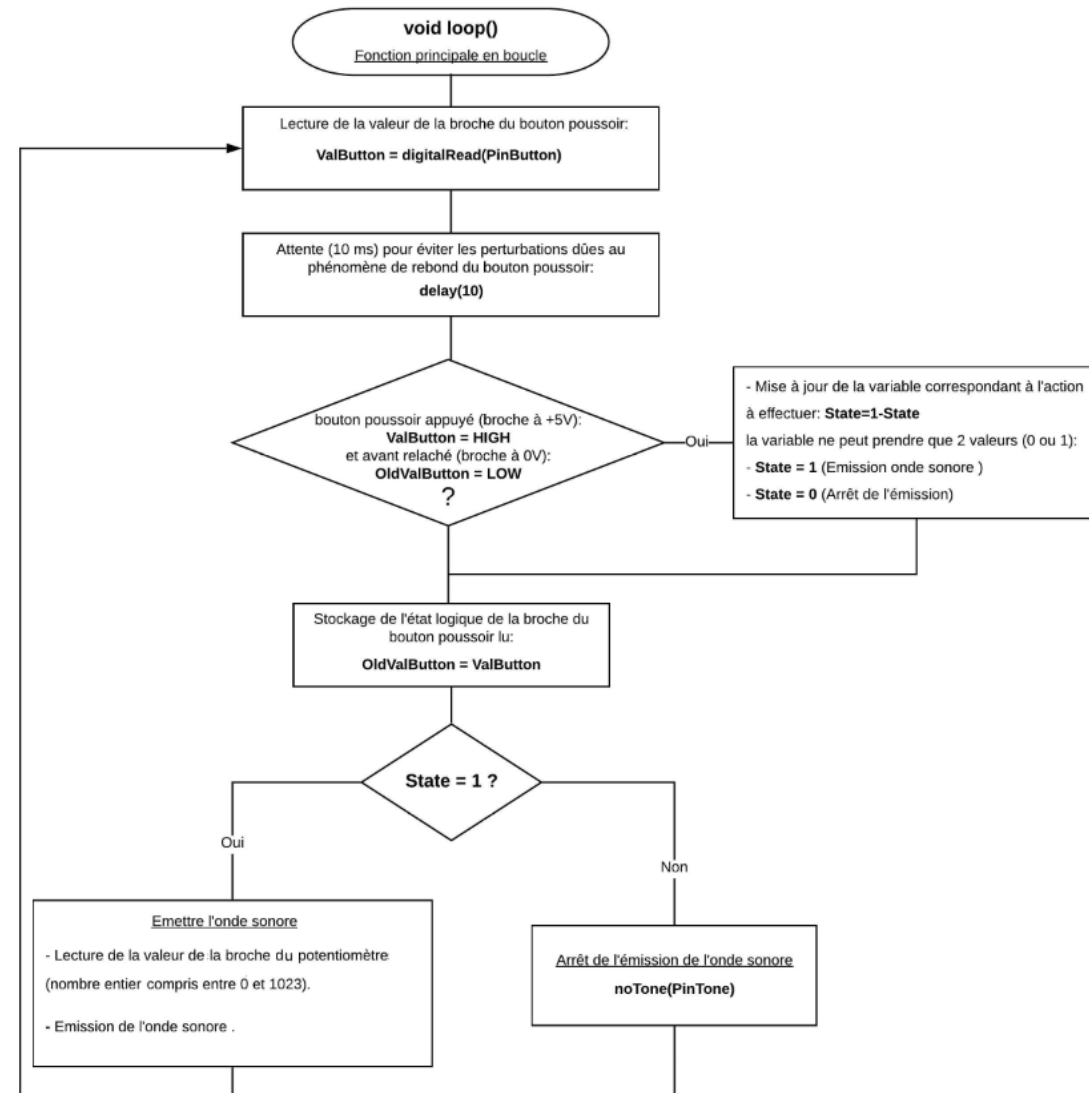 void loop()
Fonction principale en boucle
Lecture de la valeur de la broche du bouton poussoir:
ValButton = digitalRead(PinButton)
Attente (10 ms) pour éviter les perturbations dûes au
phénomène de rebond du bouton poussoir:
delay(10)
bouton poussoir appuyé (broche à +5V):
ValButton = HIGH
et avant relaché (broche à 0V):
OldValButton = LOW
?
Oui
- Mise à jour de la variable correspondant à l'action
à effectuer: State=1-State
la variable ne peut prendre que 2 valeurs (0 ou 1):
- State = 1 (Emission onde sonore )
- State = 0 (Arrêt de l'émission)
Stockage de l'état logique de la broche du
bouton poussoir lu:
OldValButton = ValButton
State = 1 ?
Oui
Non
Emettre l'onde sonore
- Lecture de la valeur de la broche du potentiomètre
(nombre entier compris entre 0 et 1023).
- Emission de l'onde sonore .
Arrêt de l'émission de l'onde sonore
noTone(PinTone)